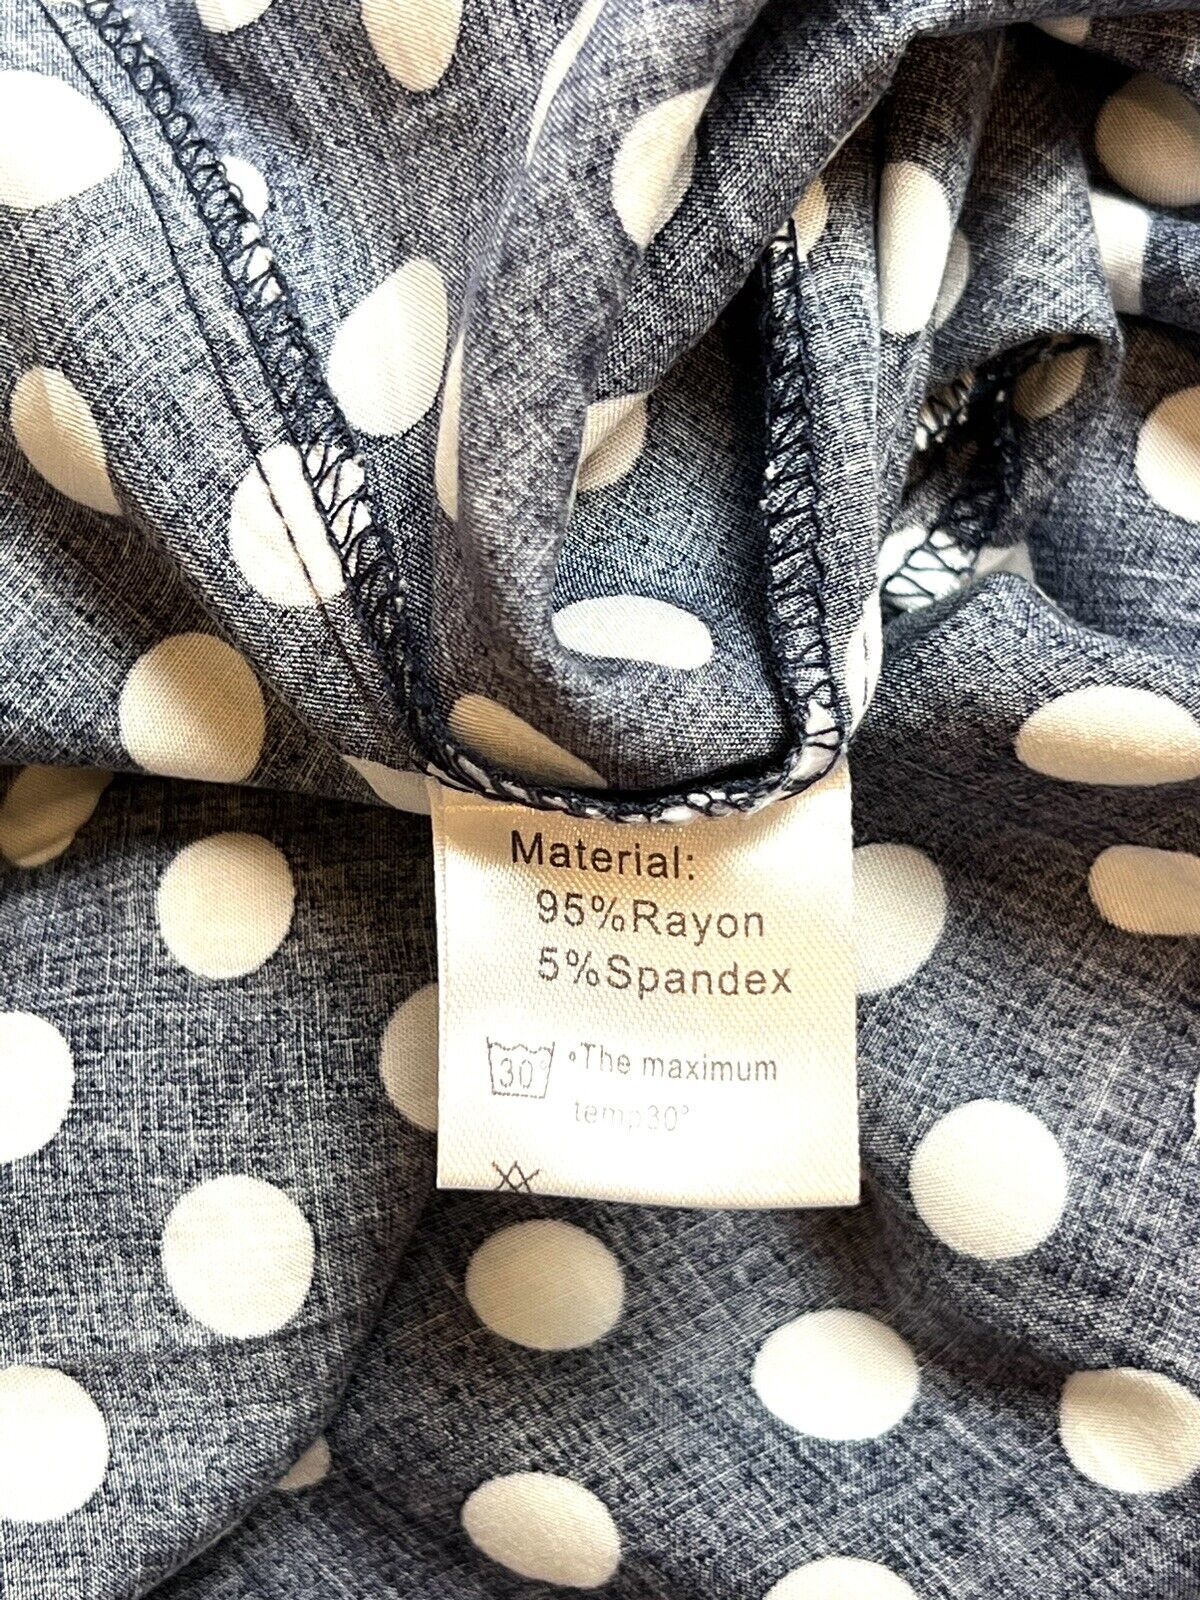 Material:
95%Rayon
5%Spandex
30° •The maximum
temp30°